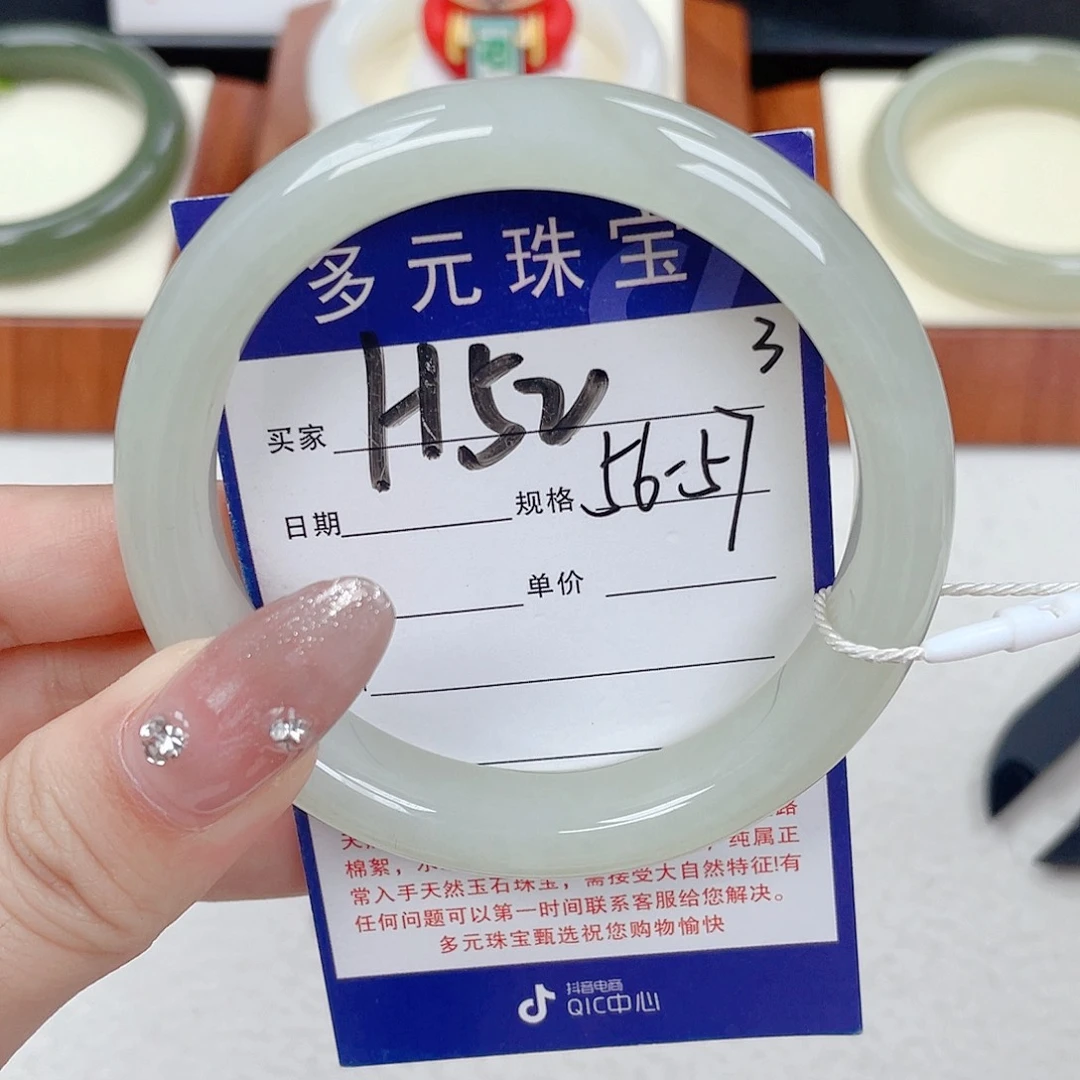 多元珠宝
3
买家 H52
日期 规格 56-57
单价
纯属正
棉絮,
常入手天然玉石珠宝,需接受大自然特征!有
任何问题可以第一时间联系客服给您解决。
多元珠宝甄选祝您购物愉快
抖音电商
QIC中心